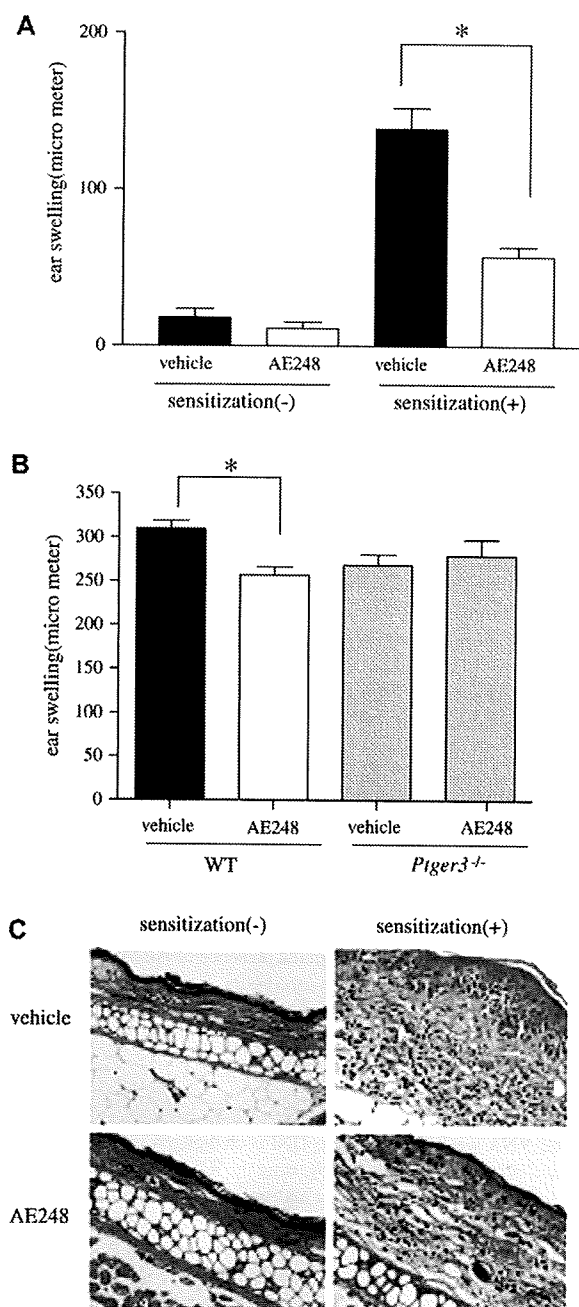 A
200
*
ear swelling(micro meter)
100
0
vehicle AE248 vehicle AE248
sensitization(-) sensitization(+)
B
*
350
300
250
200
150
100
50
0
ear swelling(micro meter)
vehicle AE248 vehicle AE248
WT Ptger3-/-
C
sensitization(-) sensitization(+)
vehicle
AE248